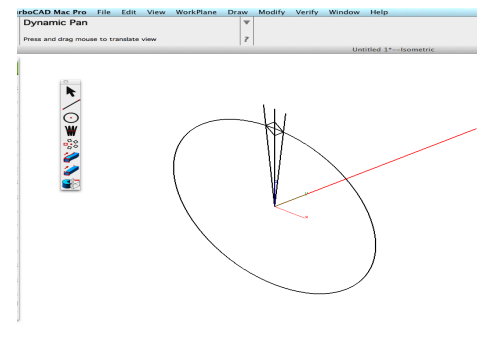 rboCAD Mac Pro File Edit View WorkPlane Draw Modify Verify Window Help
Dynamic Pan
Press and drag mouse to translate view
?
Untitled 1*--Isometric